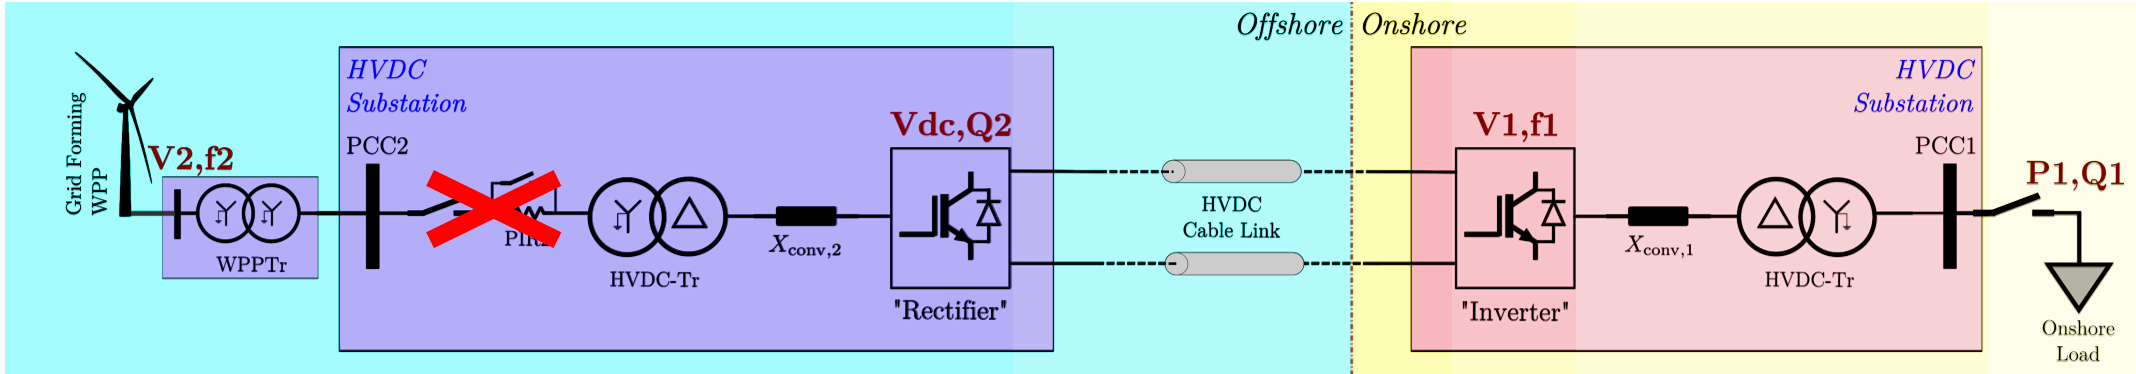 Offshore
Onshore
HVDC
Substation
HVDC
Substation
Grid Forming
WPP
V2,f2
PCC2
Vdc,Q2
V1,f1
PCC1
P1,Q1
WPPTr
HVDC-Tr
Xconv,2
"Rectifier"
HVDC
Cable Link
"Inverter"
Xconv,1
HVDC-Tr
Onshore
Load